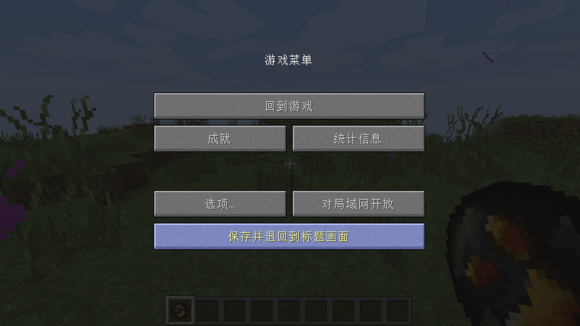 游戏菜单
回到游戏
成就
统计信息
选项...
对局域网开放
保存并退回到标题画面